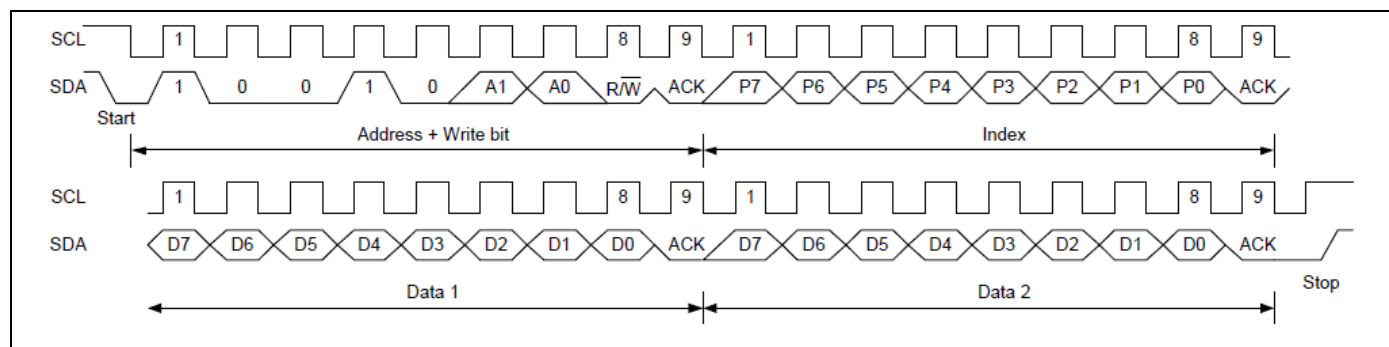 SCL 1 8 9 1 8 9
SDA 1 0 0 1 0 A1 A0 R/W̅ ACK P7 P6 P5 P4 P3 P2 P1 P0 ACK
Start
Address + Write bit Index
SCL 1 8 9 1 8 9
SDA D7 D6 D5 D4 D3 D2 D1 D0 ACK D7 D6 D5 D4 D3 D2 D1 D0 ACK
Stop
Data 1 Data 2